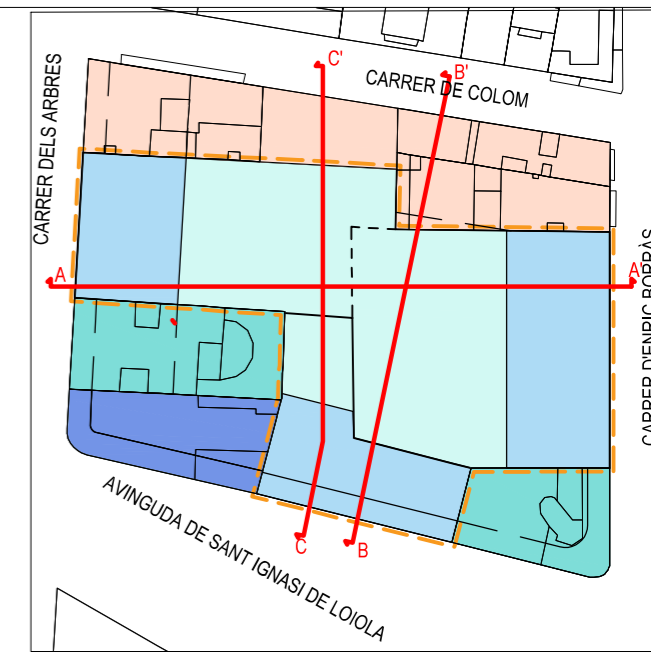 C'
CARRER DE COLOM
B'
CARRER DELS ARBRES
A
A'
CARRER D'ENRIC BORRÀS
AVINGUDA DE SANT IGNASI DE LOIOLA
C
B